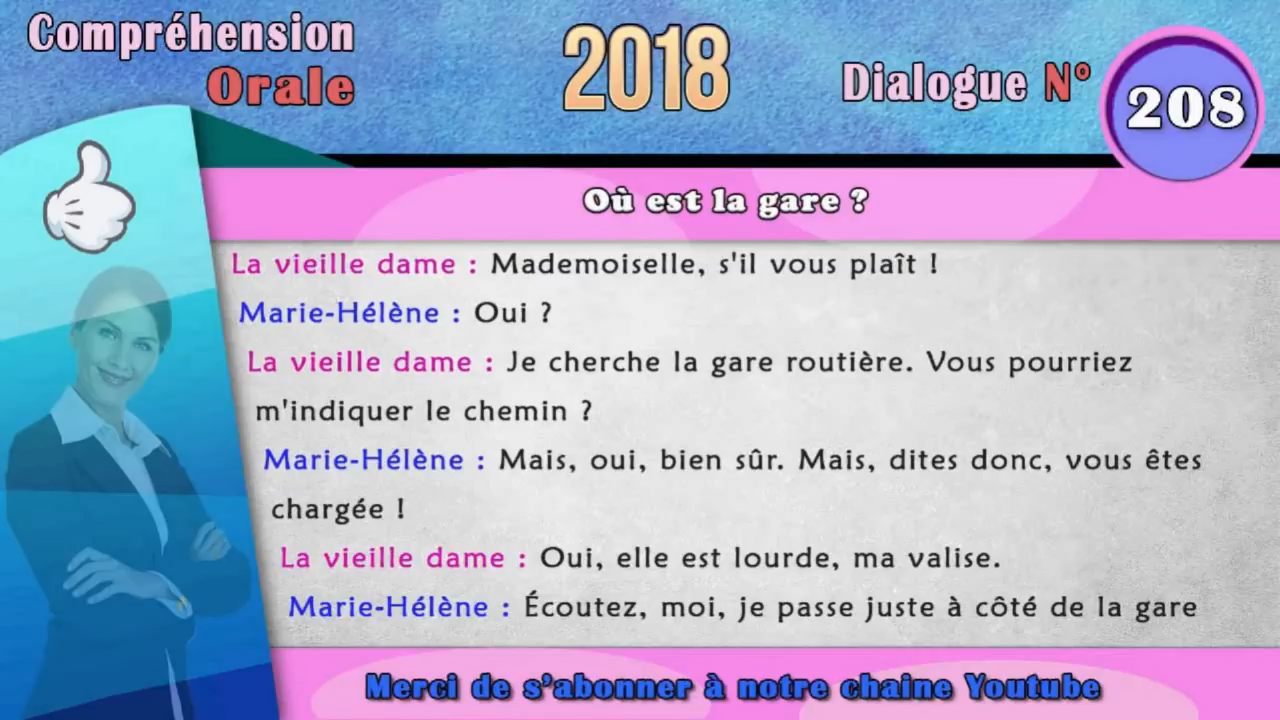 Compréhension
Orale
2018
Dialogue N° 208
Où est la gare ?
La vieille dame : Mademoiselle, s'il vous plaît !
Marie-Hélène : Oui ?
La vieille dame : Je cherche la gare routière. Vous pourriez
m'indiquer le chemin ?
Marie-Hélène : Mais, oui, bien sûr. Mais, dites donc, vous êtes
chargée !
La vieille dame : Oui, elle est lourde, ma valise.
Marie-Hélène : Écoutez, moi, je passe juste à côté de la gare
Merci de s'abonner à notre chaine Youtube